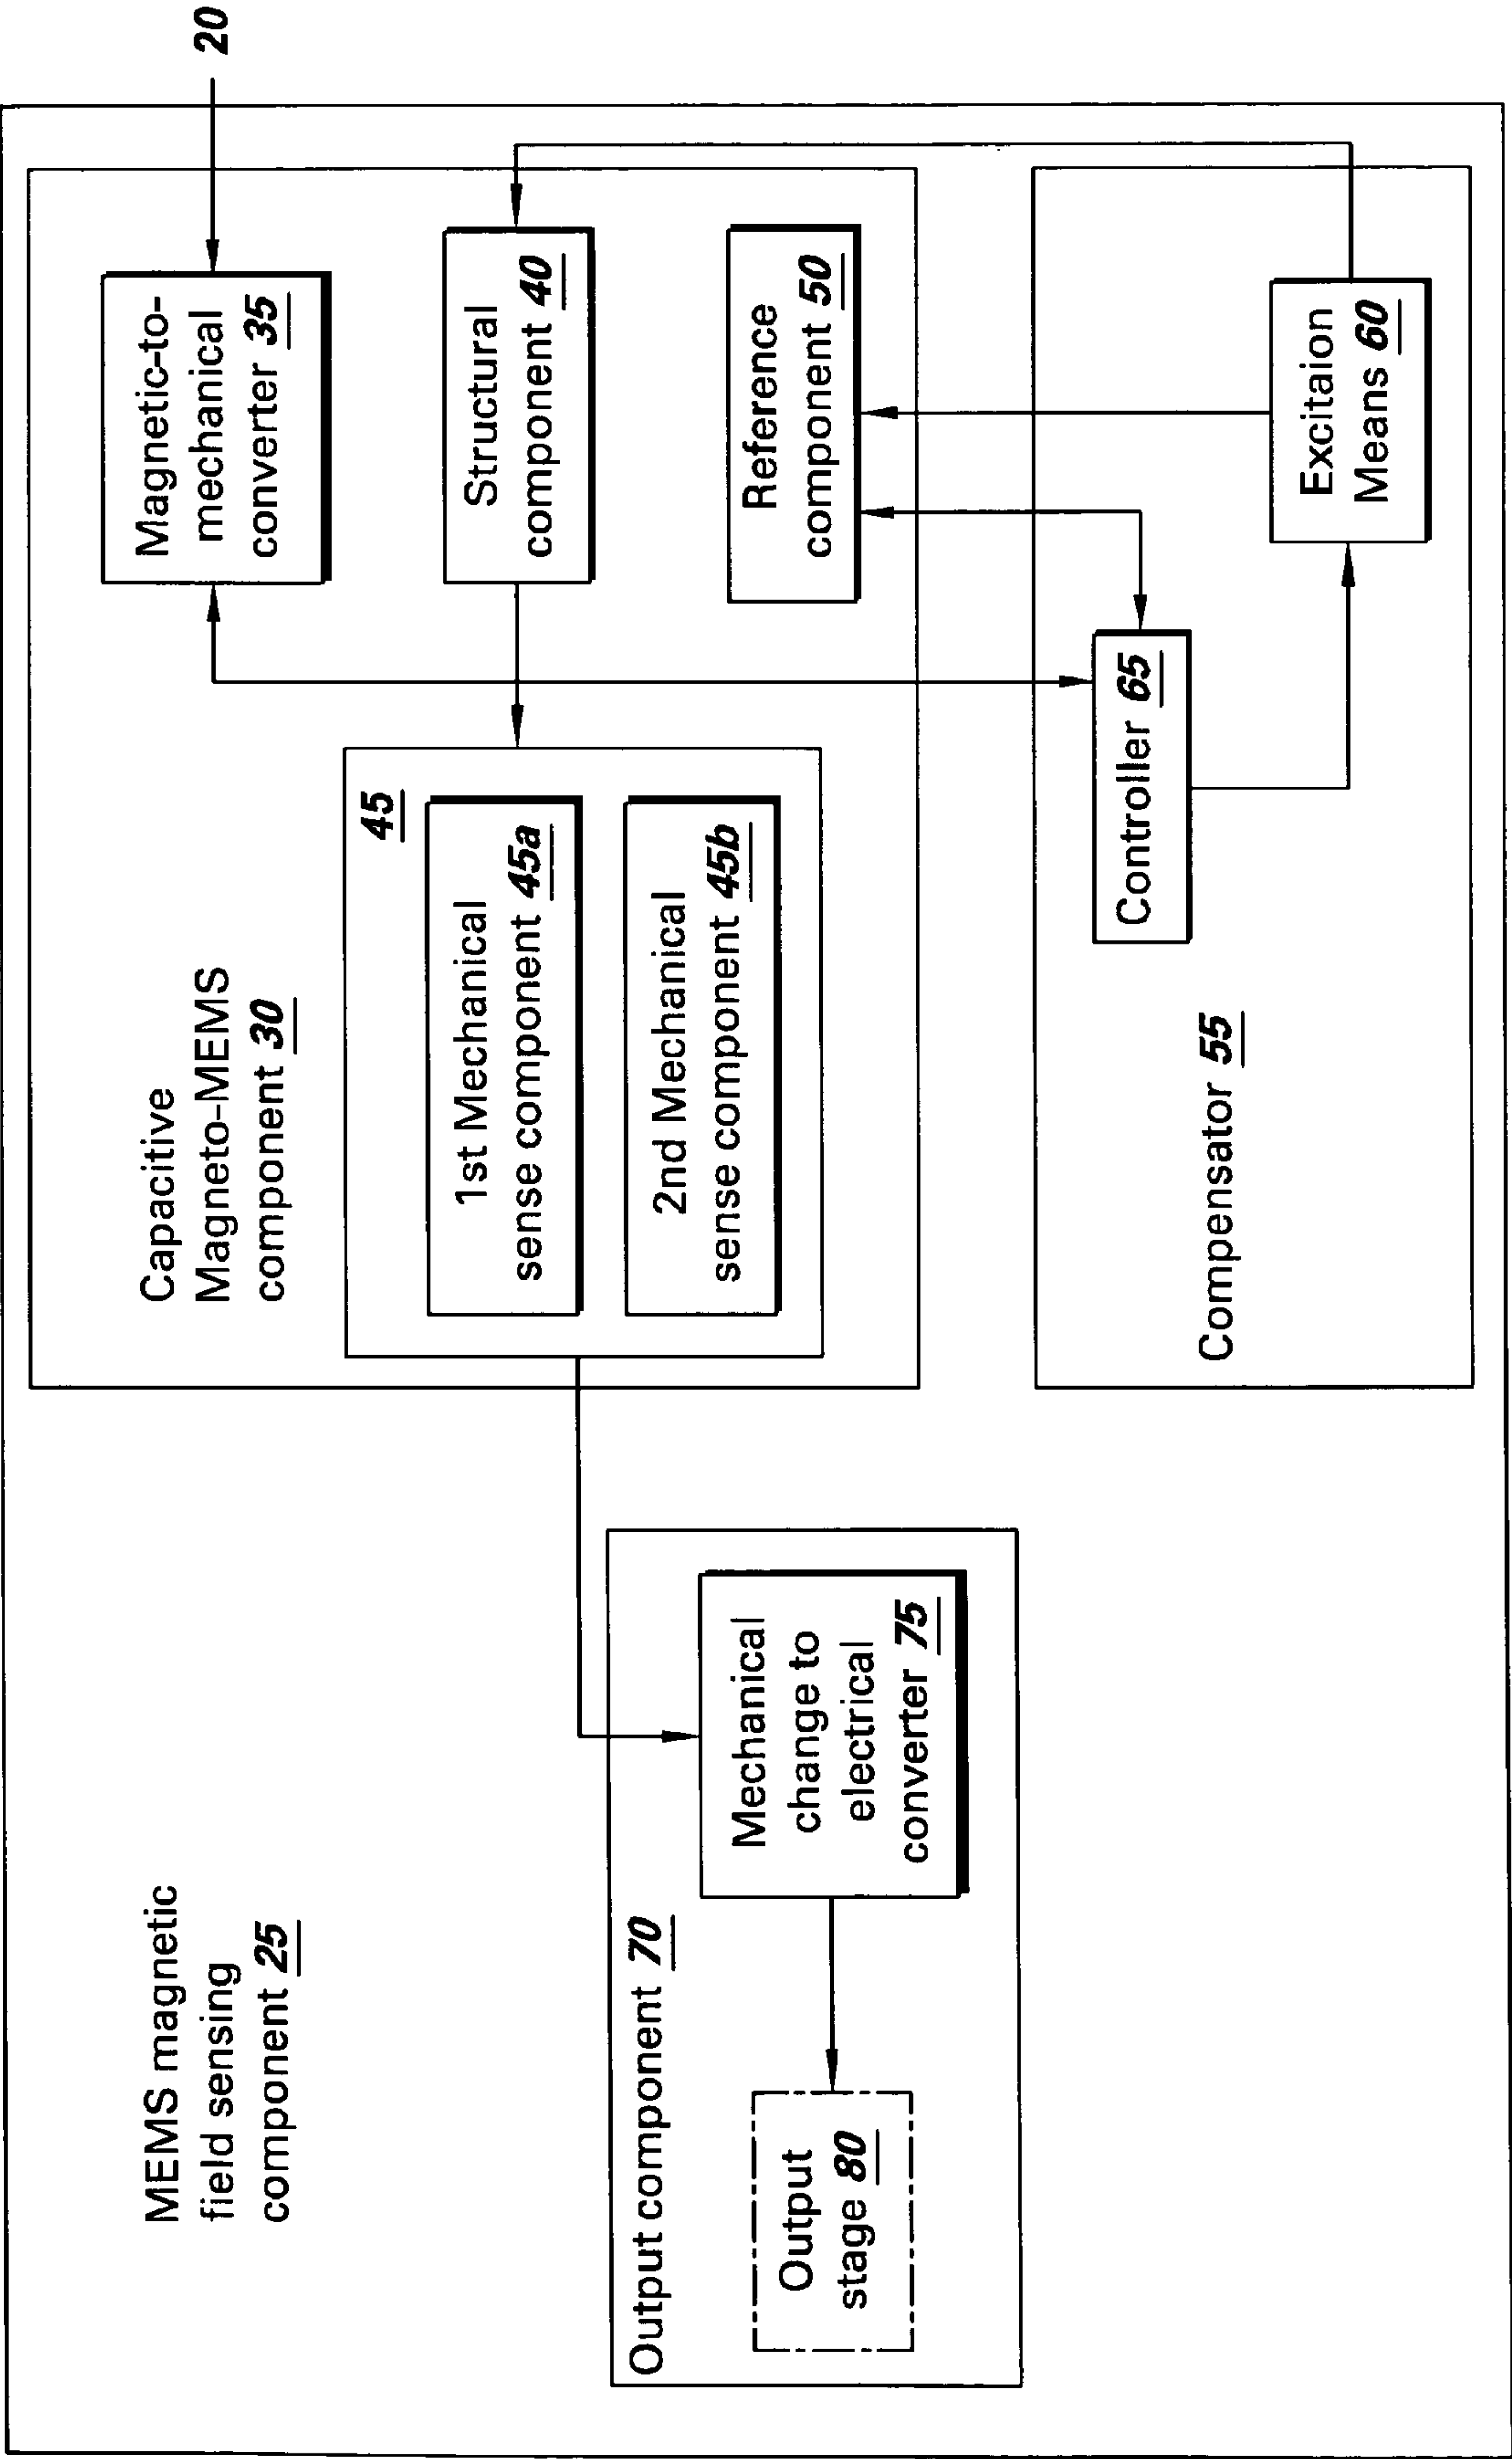 20
MEMS magnetic
field sensing
component 25
Capacitive
Magneto-MEMS
component 30
Magnetic-to-
mechanical
converter 35
45
1st Mechanical
sense component 45a
2nd Mechanical
sense component 45b
Structural
component 40
Reference
component 50
Output component 70
Output
stage 80
Mechanical
change to
electrical
converter 75
Compensator 55
Controller 65
Excitaion
Means 60